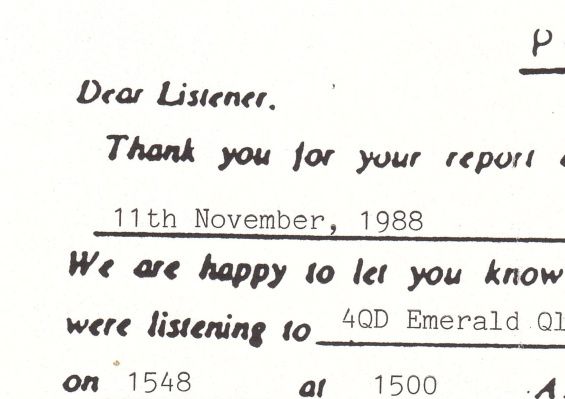 Dear Listener.
Thank you for your report
11th November, 1988
We are happy to let you know
were listening to 4QD Emerald Ql
on 1548 at 1500 A.